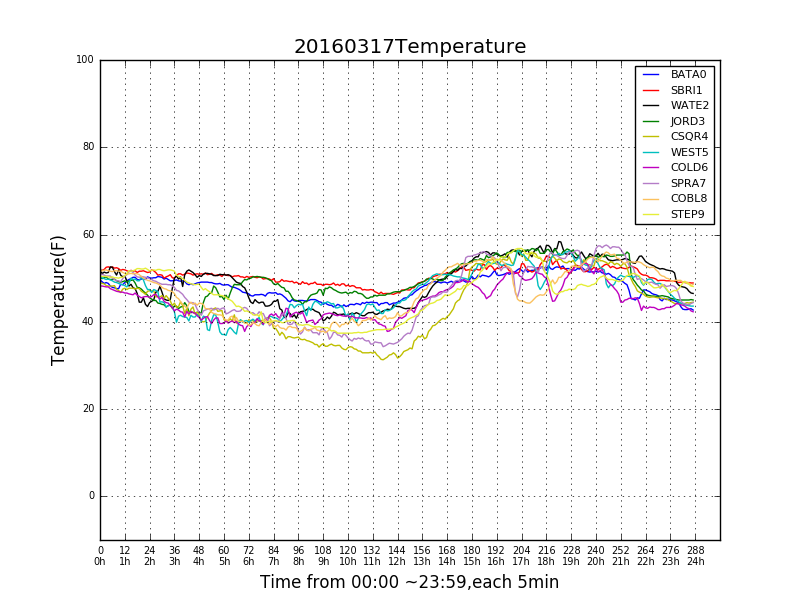 20160317Temperature
100
80
60
40
20
0
Temperature(F)
BATA0
SBRI1
WATE2
JORD3
CSQR4
WEST5
COLD6
SPRA7
COBL8
STEP9
0 12 24 36 48 60 72 84 96 108 120 132 144 156 168 180 192 204 216 228 240 252 264 276 288
0h 1h 2h 3h 4h 5h 6h 7h 8h 9h 10h 11h 12h 13h 14h 15h 16h 17h 18h 19h 20h 21h 22h 23h 24h
Time from 00:00 ~23:59,each 5min